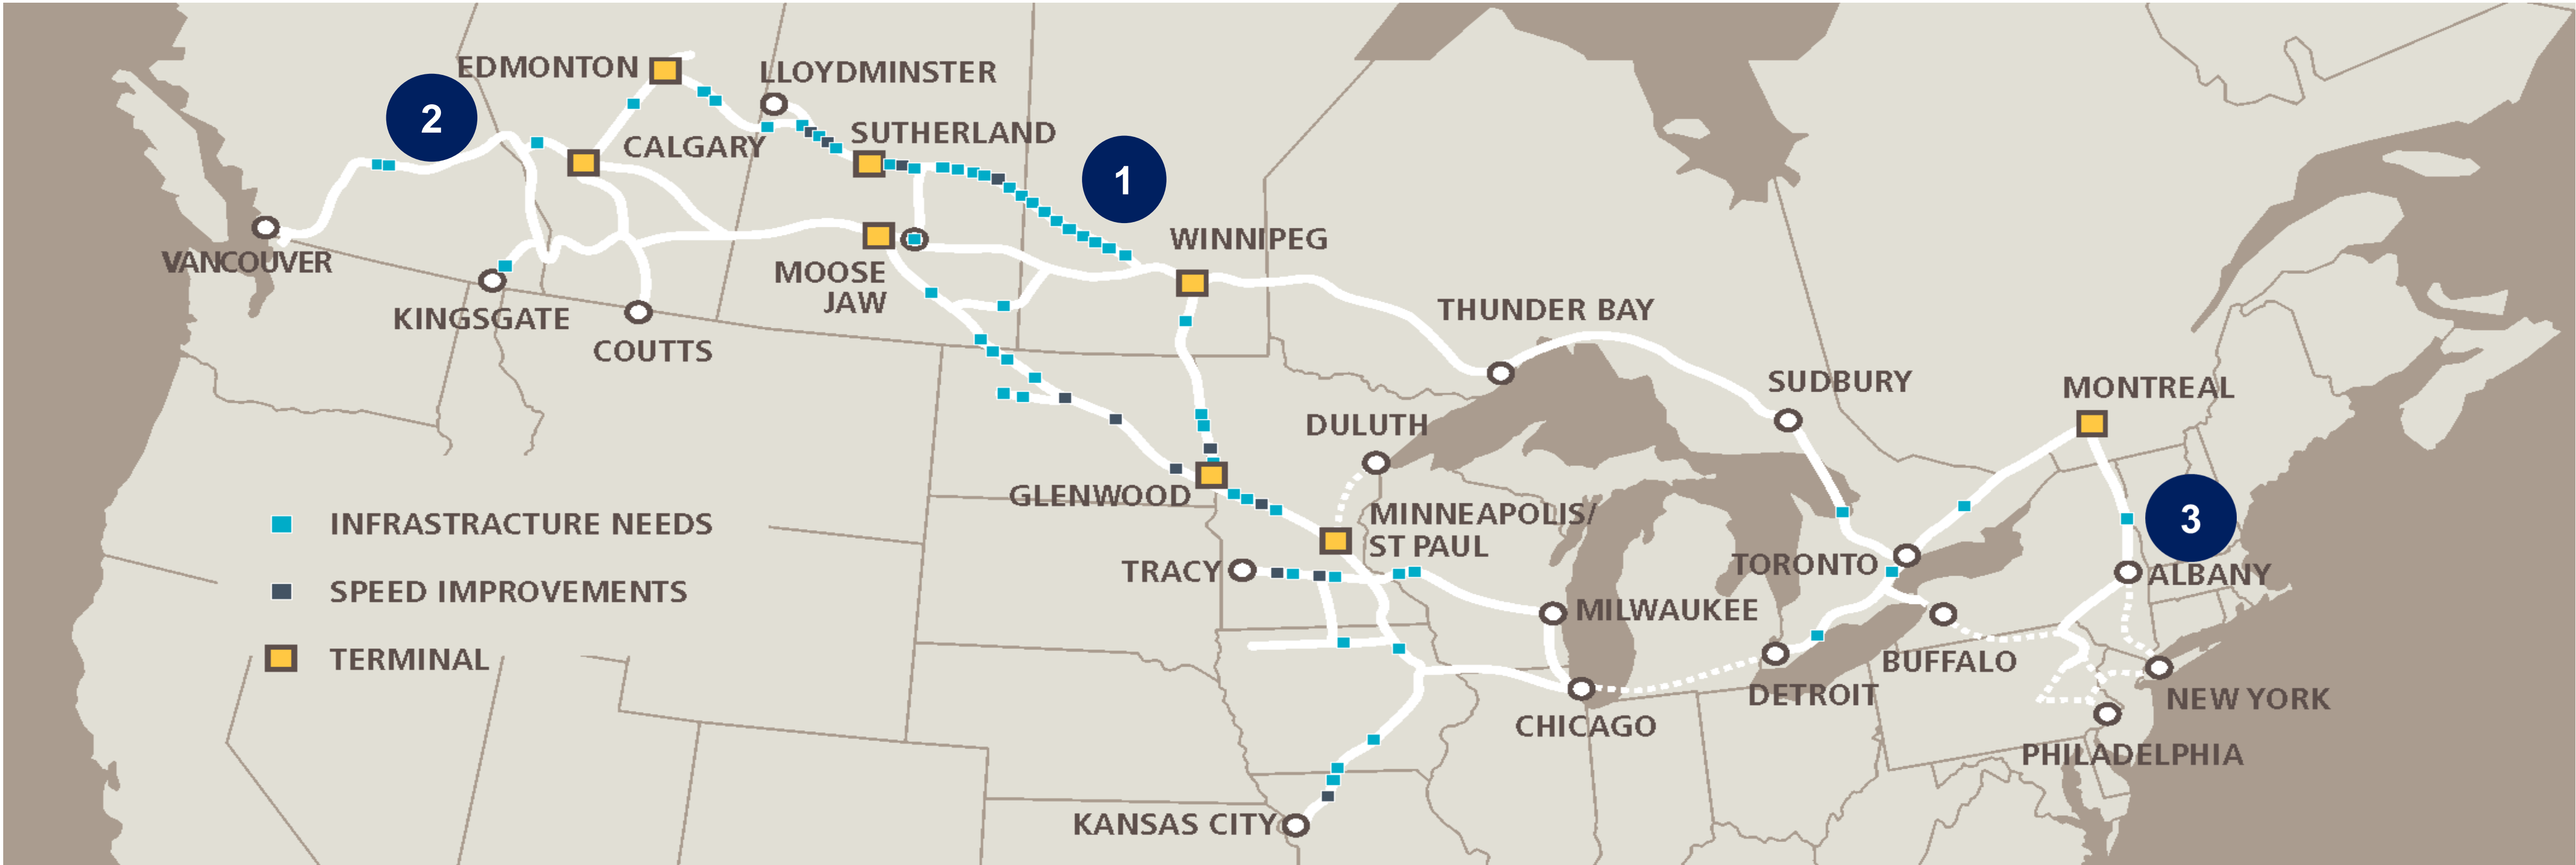 EDMONTON
LLOYDMINSTER
2
SUTHERLAND
CALGARY
1
WINNIPEG
VANCOUVER
MOOSE
JAW
KINGSGATE
COUTTS
THUNDER BAY
SUDBURY
MONTREAL
DULUTH
GLENWOOD
MINNEAPOLIS/
ST PAUL
3
INFRASTRACTURE NEEDS
SPEED IMPROVEMENTS
TERMINAL
TRACY
TORONTO
ALBANY
MILWAUKEE
BUFFALO
DETROIT
NEW YORK
CHICAGO
PHILADELPHIA
KANSAS CITY